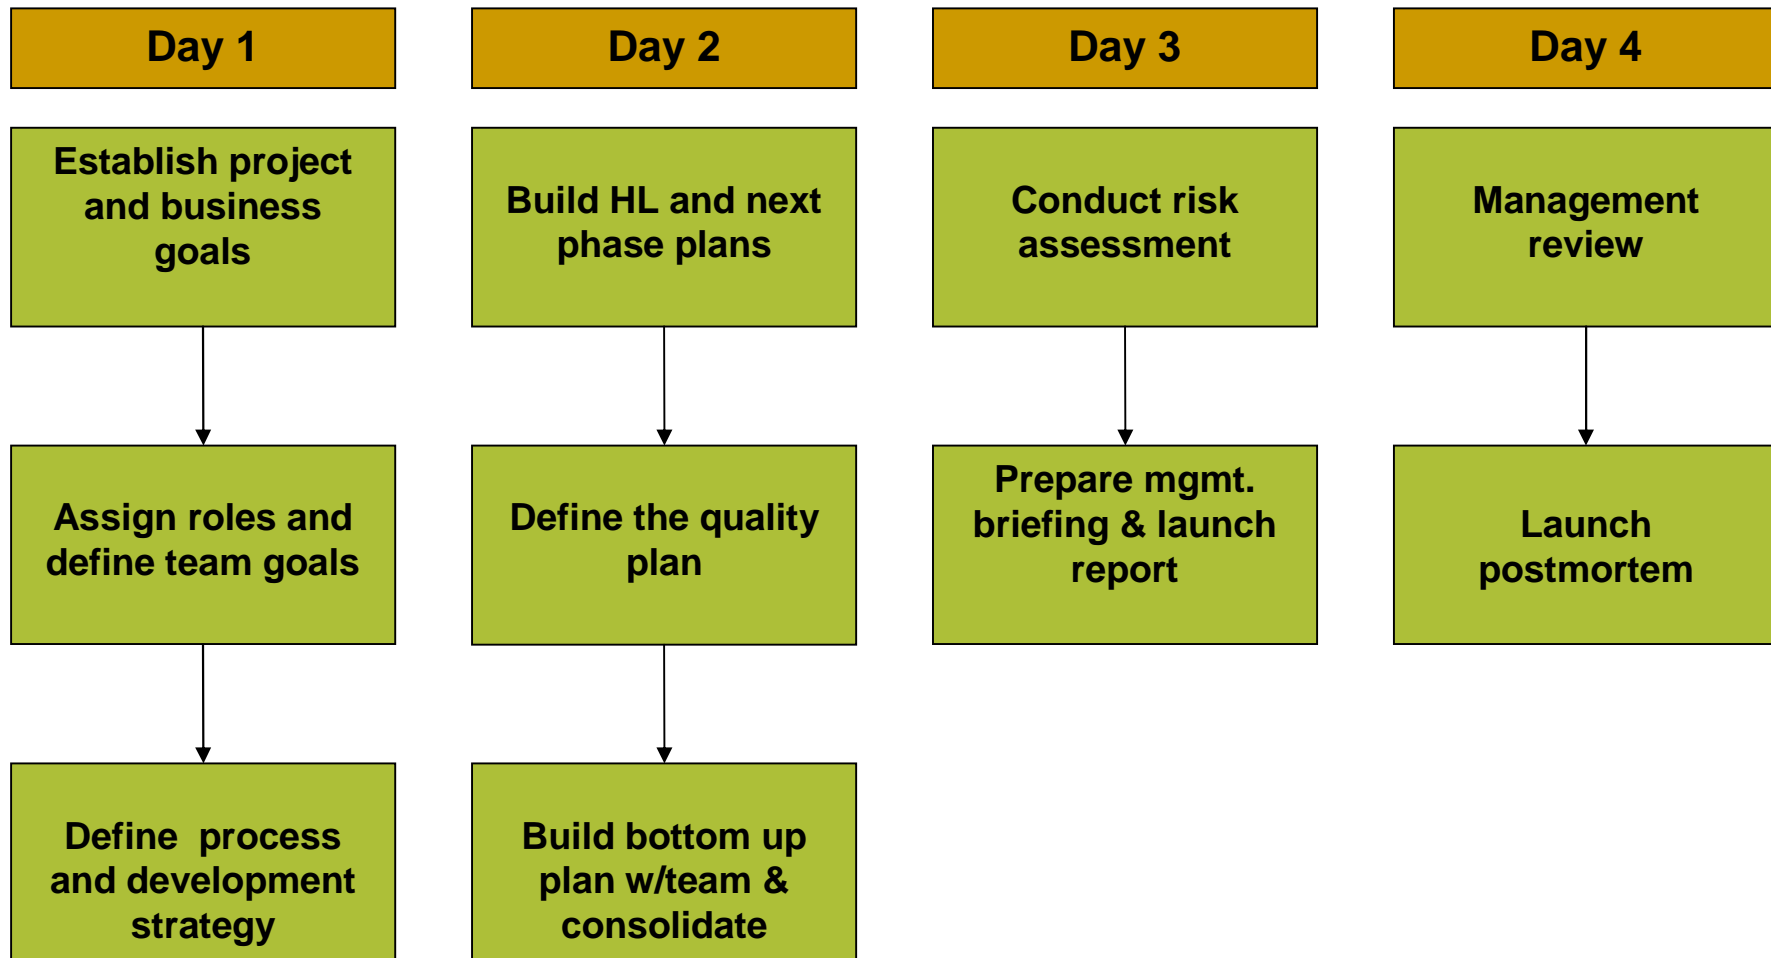 Day 1
Day 2
Day 3
Day 4
Establish project
and business
goals
Build HL and next
phase plans
Conduct risk
assessment
Management
review
Assign roles and
define team goals
Define the quality
plan
Prepare mgmt.
briefing & launch
report
Launch
postmortem
Define  process
and development
strategy
Build bottom up
plan w/team &
consolidate